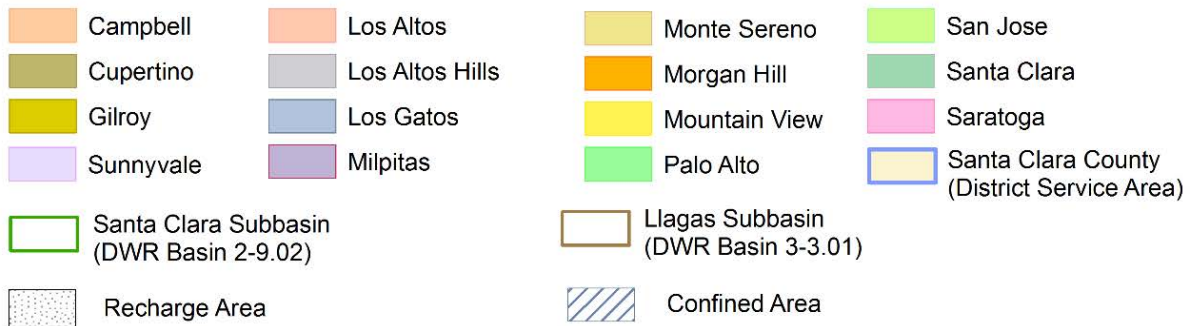 Campbell
Cupertino
Gilroy
Sunnyvale
Los Altos
Los Altos Hills
Los Gatos
Milpitas
Monte Sereno
Morgan Hill
Mountain View
Palo Alto
San Jose
Santa Clara
Saratoga
Santa Clara County
(District Service Area)
Santa Clara Subbasin
(DWR Basin 2-9.02)
Llagas Subbasin
(DWR Basin 3-3.01)
Recharge Area
Confined Area